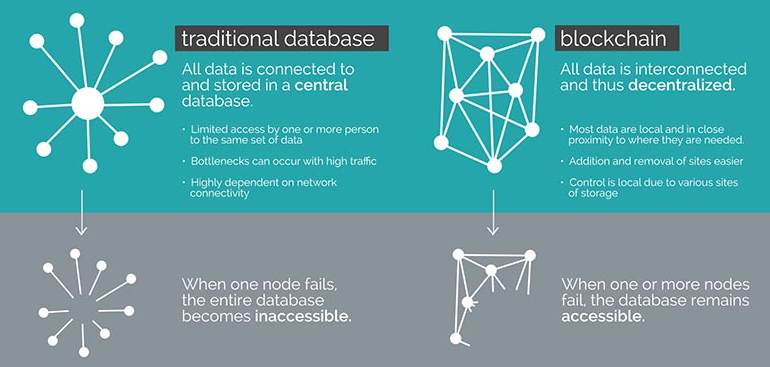 traditional database
All data is connected to
and stored in a central
database.
• Limited access by one or more person
to the same set of data
• Bottlenecks can occur with high traffic
• Highly dependent on network
connectivity
When one node fails,
the entire database
becomes inaccessible.
blockchain
All data is interconnected
and thus decentralized.
• Most data are local and in close
proximity to where they are needed.
• Addition and removal of sites easier
• Control is local due to various sites
of storage
When one or more nodes
fail, the database remains
accessible.